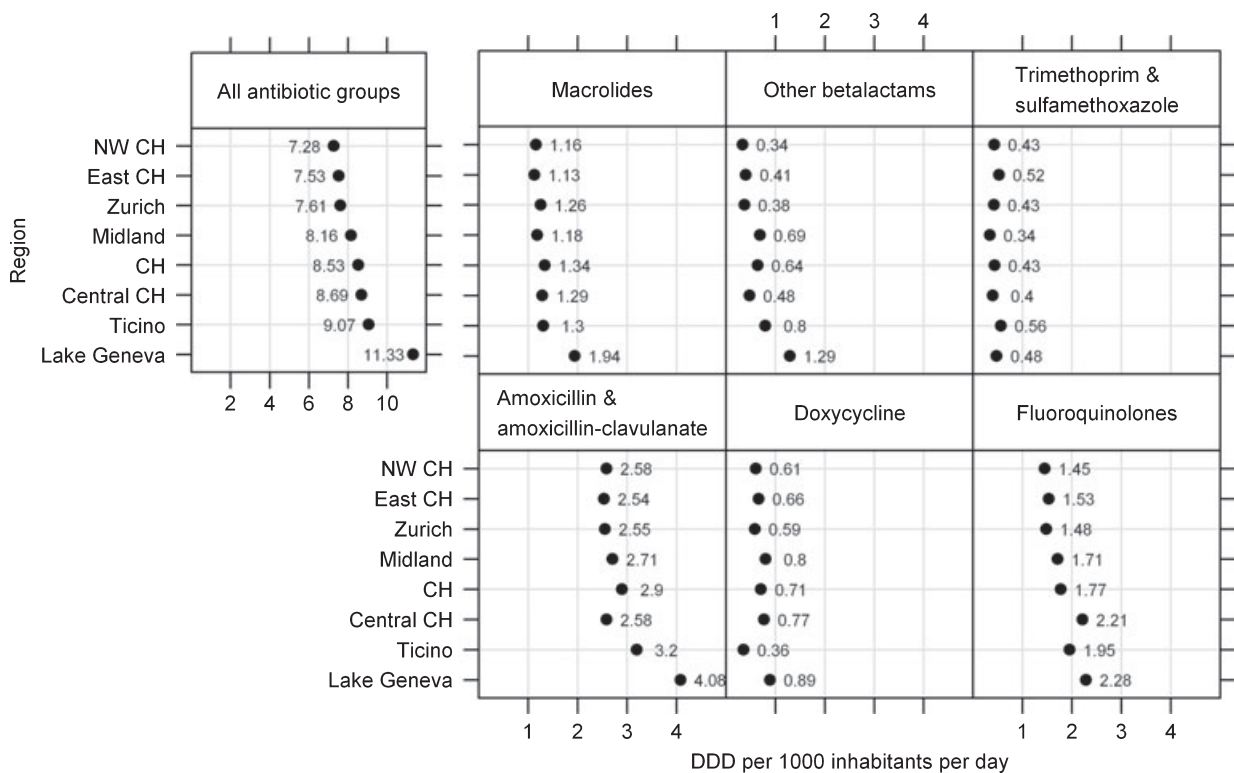 1 2 3 4
All antibiotic groups
Macrolides
Other betalactams
Trimethoprim &
sulfamethoxazole
Region
NW CH 7.28 1.16 0.34 0.43
East CH 7.53 1.13 0.41 0.52
Zurich 7.61 1.26 0.38 0.43
Midland 8.16 1.18 0.69 0.34
CH 8.53 1.34 0.64 0.43
Central CH 8.69 1.29 0.48 0.4
Ticino 9.07 1.3 0.8 0.56
Lake Geneva 11.33 1.94 1.29 0.48
2 4 6 8 10
Amoxicillin &
amoxicillin-clavulanate
Doxycycline
Fluoroquinolones
NW CH 2.58 0.61 1.45
East CH 2.54 0.66 1.53
Zurich 2.55 0.59 1.48
Midland 2.71 0.8 1.71
CH 2.9 0.71 1.77
Central CH 2.58 0.77 2.21
Ticino 3.2 0.36 1.95
Lake Geneva 4.08 0.89 2.28
1 2 3 4 1 2 3 4
DDD per 1000 inhabitants per day